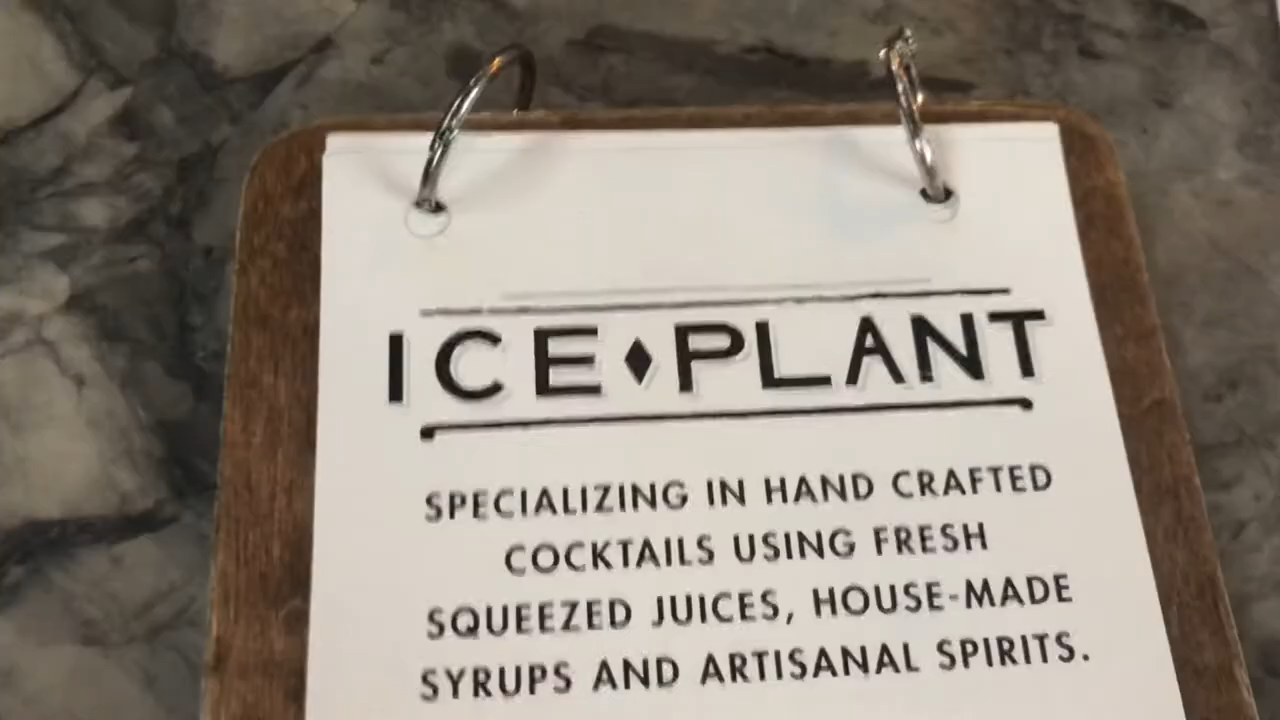 ICE♦PLANT
SPECIALIZING IN HAND CRAFTED
COCKTAILS USING FRESH
SQUEEZED JUICES, HOUSE-MADE
SYRUPS AND ARTISANAL SPIRITS.